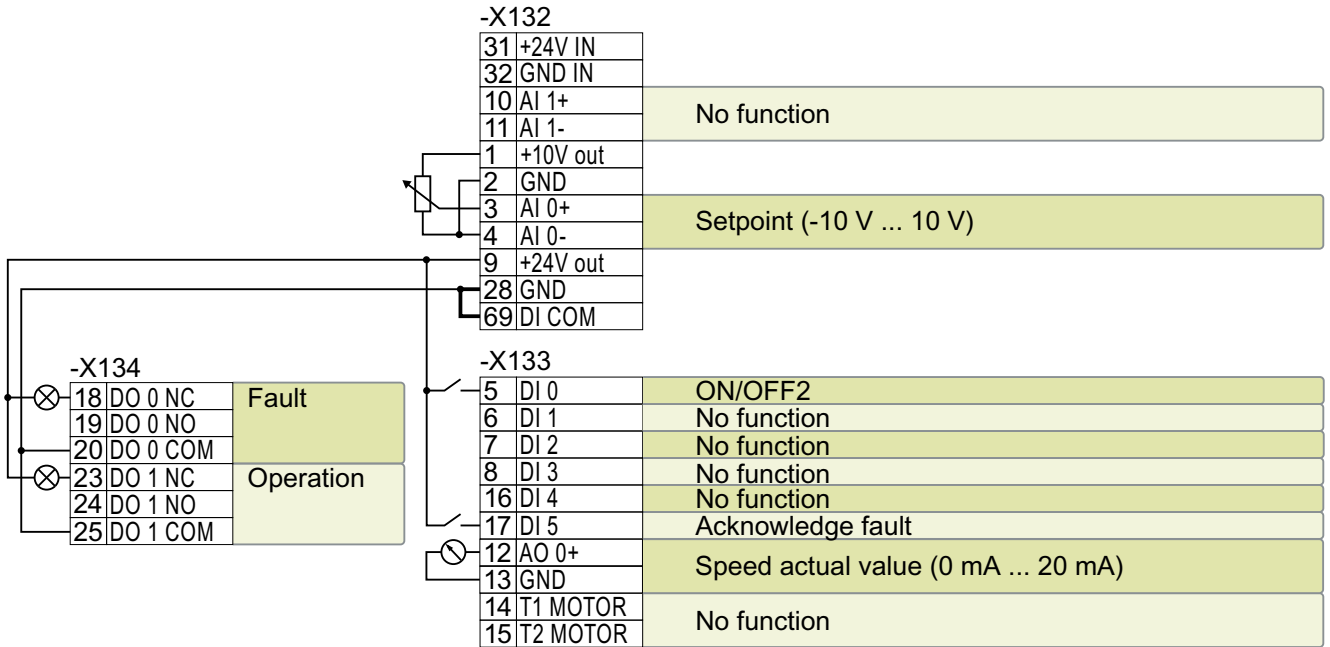 -X132
31 +24V IN
32 GND IN
10 AI 1+
11 AI 1-
No function
1 +10V out
2 GND
3 AI 0+
4 AI 0-
Setpoint (-10 V ... 10 V)
9 +24V out
28 GND
69 DI COM
-X134
18 DO 0 NC
19 DO 0 NO
20 DO 0 COM
Fault
23 DO 1 NC
24 DO 1 NO
25 DO 1 COM
Operation
-X133
5 DI 0 ON/OFF2
6 DI 1 No function
7 DI 2 No function
8 DI 3 No function
16 DI 4 No function
17 DI 5 Acknowledge fault
12 AO 0+
13 GND
Speed actual value (0 mA ... 20 mA)
14 T1 MOTOR
15 T2 MOTOR
No function